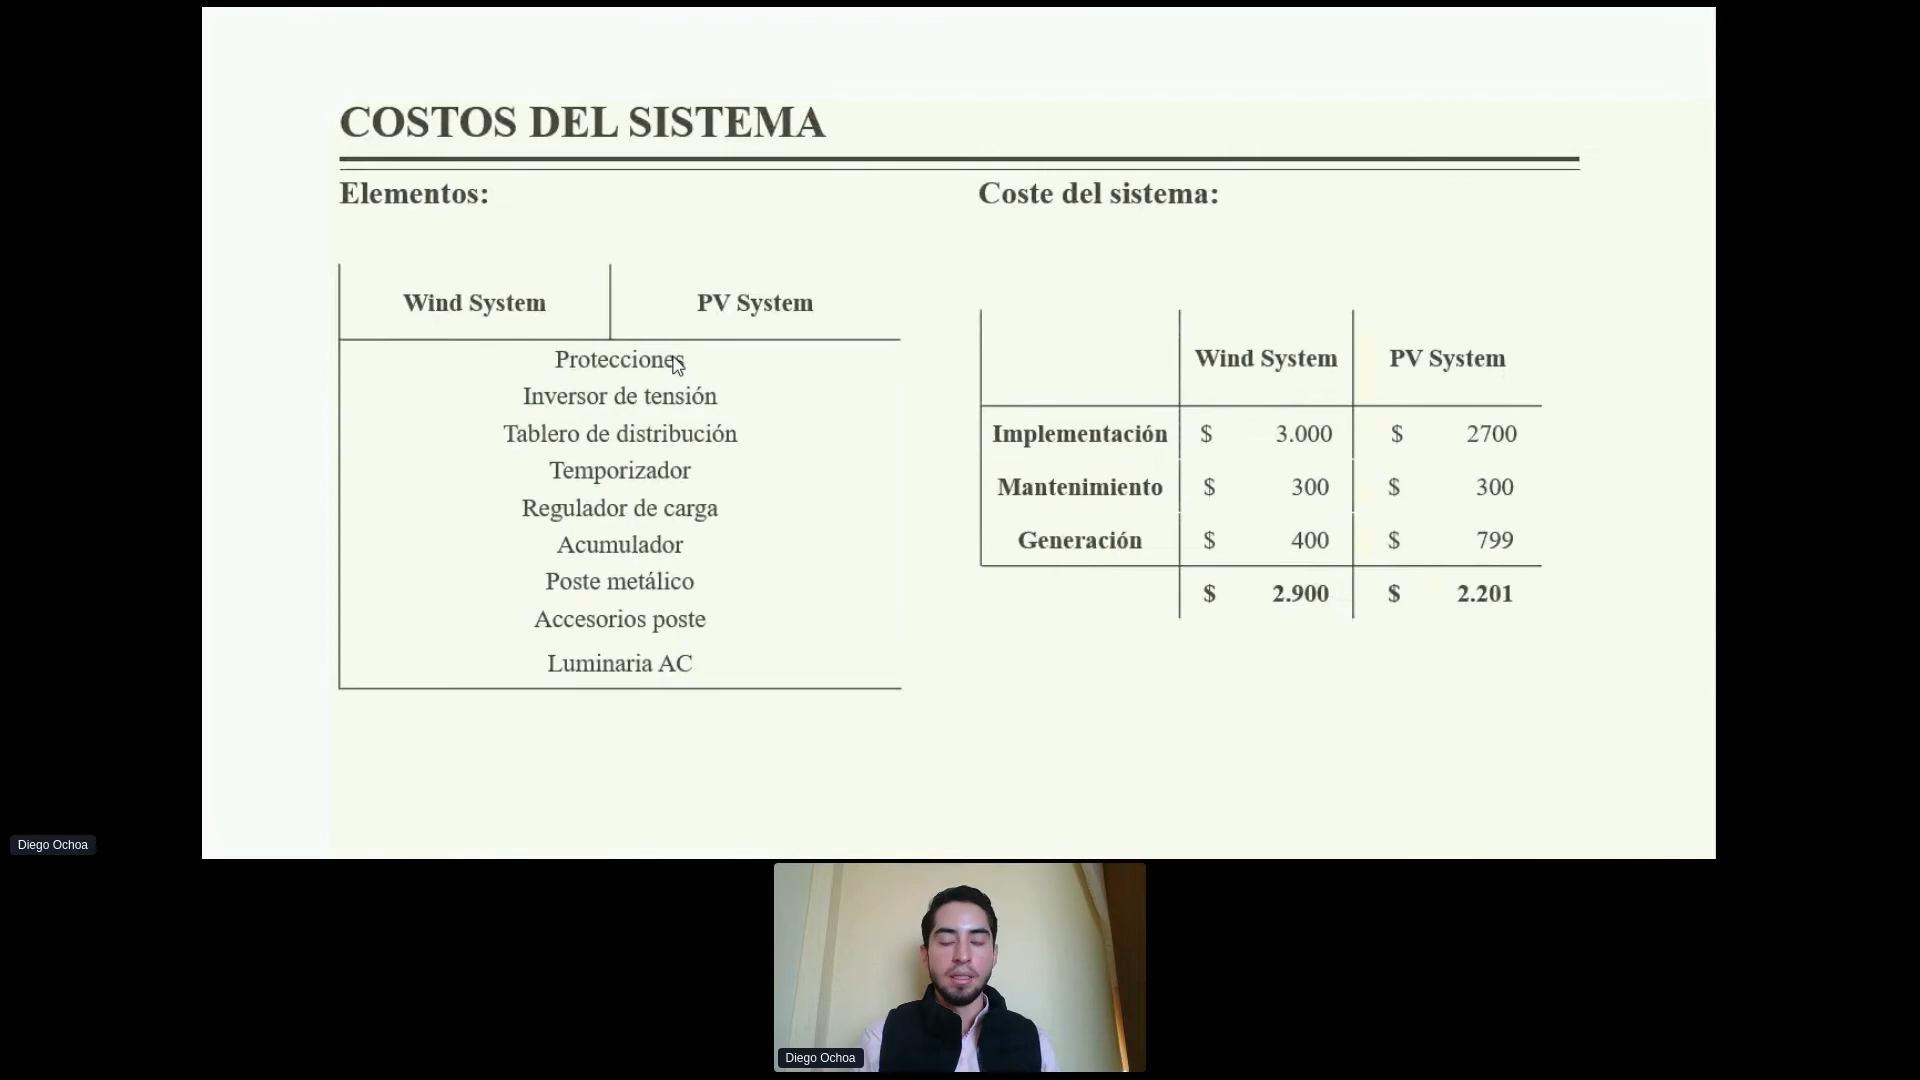 COSTOS DEL SISTEMA
Elementos:
Wind System PV System
Protecciones
Inversor de tensión
Tablero de distribución
Temporizador
Regulador de carga
Acumulador
Poste metálico
Accesorios poste
Luminaria AC
Coste del sistema:
Wind System PV System
Implementación $ 3.000 $ 2700
Mantenimiento $ 300 $ 300
Generación $ 400 $ 799
$ 2.900 $ 2.201
Diego Ochoa
Diego Ochoa